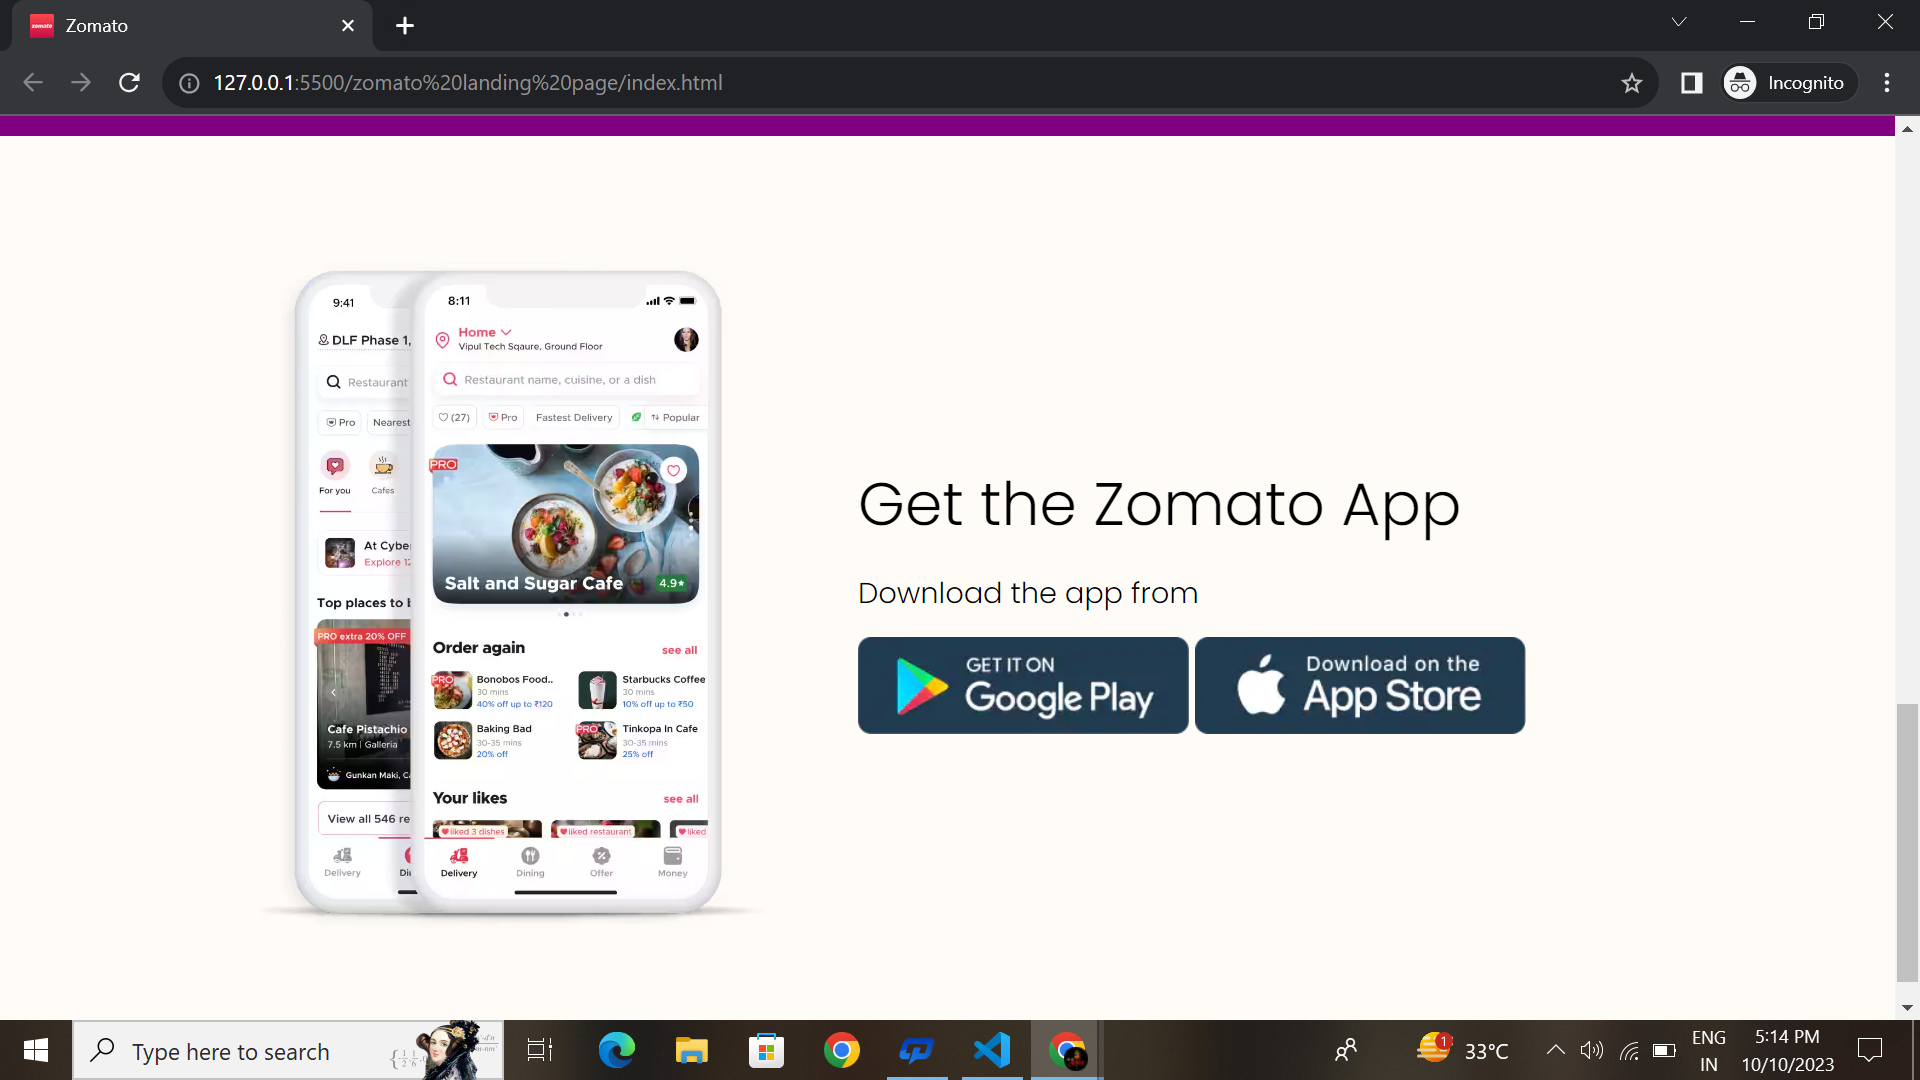 Zomato
127.0.0.1:5500/zomato%20landing%20page/index.html
Incognito
9:41
DLF Phase 1,
Restaurant
Pro
Nearest
For you
Cafes
At Cybe
Explore 12
Top places to b
PRO extra 20% OFF
Cafe Pistachio
7.5 km | Galleria
Gunkan Maki, Ca
View all 546 re
Delivery
Din
8:11
Home
Vipul Tech Sqaure, Ground Floor
Restaurant name, cuisine, or a dish
(27)
Pro
Fastest Delivery
Popular
PRO
Salt and Sugar Cafe
4.9★
Order again
see all
PRO
Bonobos Food..
30 mins
40% off up to ₹120
Starbucks Coffee
30 mins
10% off up to ₹50
Baking Bad
30-35 mins
20% off
PRO
Tinkopa In Cafe
30-35 mins
25% off
Your likes
see all
liked 3 dishes
liked restaurant
liked
Delivery
Dining
Offer
Money
Get the Zomato App
Download the app from
GET IT ON
Google Play
Download on the
App Store
Type here to search
1
33°C
ENG
IN
5:14 PM
10/10/2023